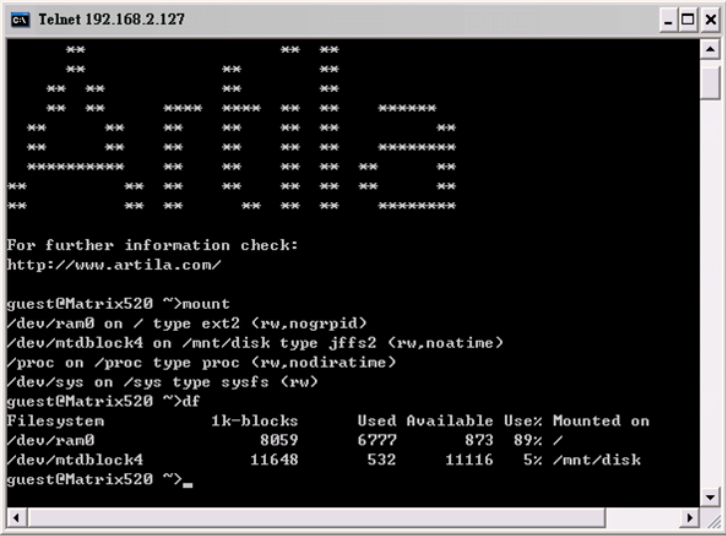 Telnet 192.168.2.127
Artila
For further information check:
http://www.artila.com/
guest@Matrix520 ~>mount
/dev/ram0 on / type ext2 (rw,nogrpid)
/dev/mtdblock4 on /mnt/disk type jffs2 (rw,noatime)
/proc on /proc type proc (rw,nodiratime)
/dev/sys on /sys type sysfs (rw)
guest@Matrix520 ~>df
Filesystem 1k-blocks Used Available Use% Mounted on
/dev/ram0 8059 6777 873 89% /
/dev/mtdblock4 11648 532 11116 5% /mnt/disk
guest@Matrix520 ~>_